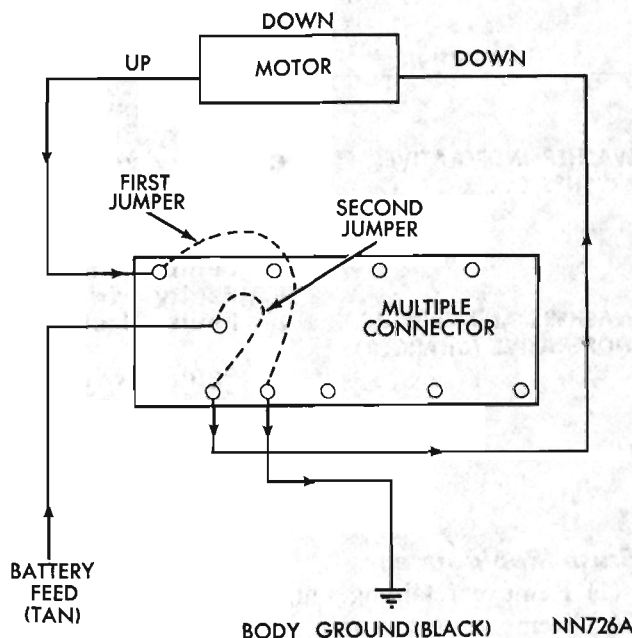 DOWN
UP
MOTOR
DOWN
FIRST
JUMPER
SECOND
JUMPER
MULTIPLE
CONNECTOR
BATTERY
FEED
(TAN)
BODY GROUND (BLACK)
NN726A